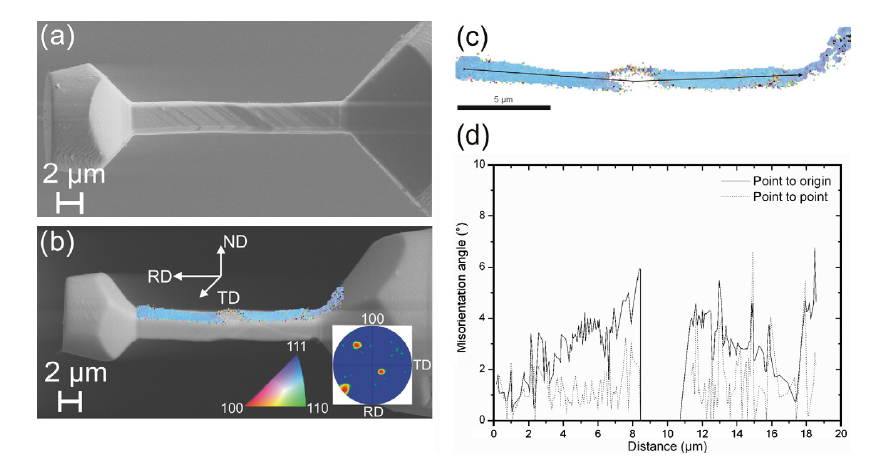 (a)
2 µm
(b)
ND
RD
TD
100
111
TD
100
110
RD
2 µm
(c)
5 µm
(d)
10
Point to origin
Point to point
8
6
4
2
0
Misorientation angle (°)
0 2 4 6 8 10 12 14 16 18 20
Distance (µm)